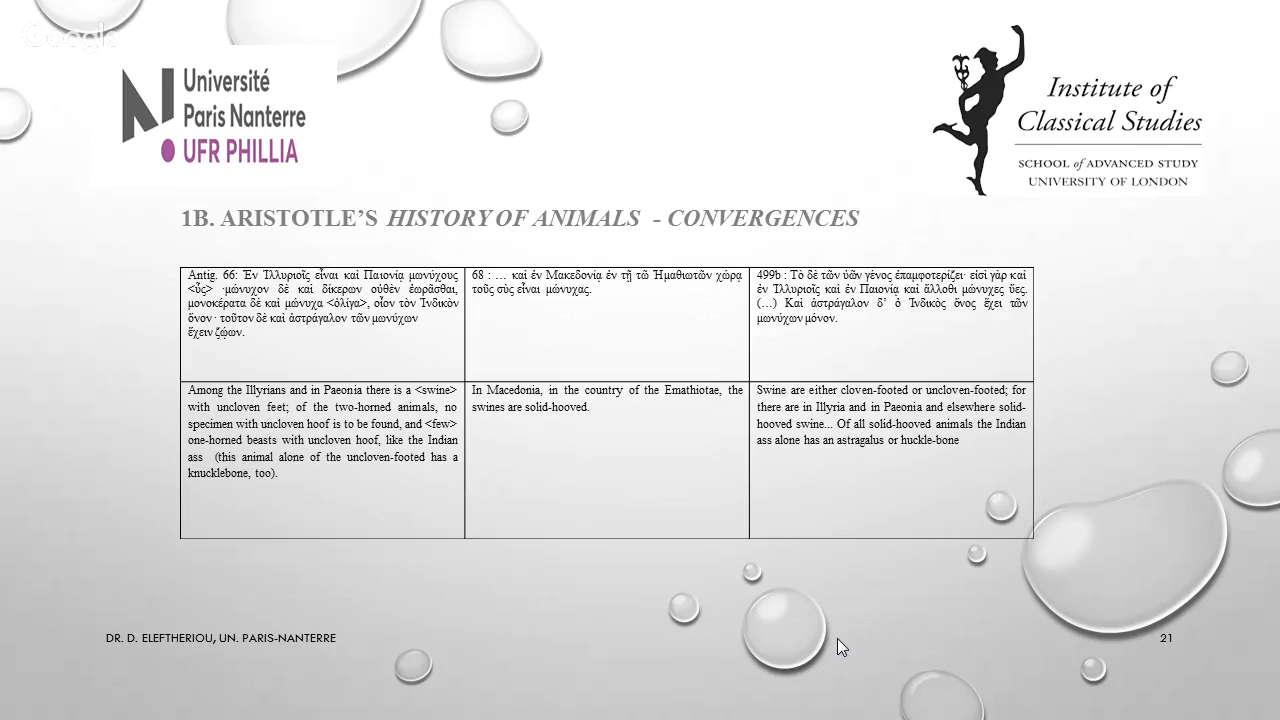 Google
Université
Paris Nanterre
UFR PHILLIA
Institute of
Classical Studies
SCHOOL of ADVANCED STUDY
UNIVERSITY OF LONDON
1B. ARISTOTLE’S HISTORY OF ANIMALS - CONVERGENCES
Antig. 66: Ἐν Ἰλλυριοῖς εἶναι καὶ Παιονίᾳ μωνύχους
<ὗς> ·μώνυχον δὲ καὶ δίκερων οὐθὲν ἑωρᾶσθαι,
μονοκέρατα δὲ καὶ μώνυχα <ὀλίγα>, οἷον τὸν Ἰνδικὸν
ὄνον · τοῦτον δὲ καὶ ἀστράγαλον τῶν μωνύχων
ἔχειν ζῴων.
68 : … καὶ ἐν Μακεδονίᾳ ἐν τῇ τῶ Ἠμαθιωτῶν χώρᾳ
τοῦς σὺς εἶναι μώνυχας.
499b : Τὸ δὲ τῶν ὑῶν γένος ἐπαμφοτερίζει· εἰσὶ γὰρ καὶ
ἐν Ἰλλυριοῖς καὶ ἐν Παιονίᾳ καὶ ἄλλοθι μώνυχες ὕες.
(…) Καὶ ἀστράγαλον δ’ ὁ Ἰνδικὸς ὄνος ἔχει τῶν
μωνύχων μόνον.
Among the Illyrians and in Paeonia there is a <swine>
with uncloven feet; of the two-horned animals, no
specimen with uncloven hoof is to be found, and <few>
one-horned beasts with uncloven hoof, like the Indian
ass (this animal alone of the uncloven-footed has a
knucklebone, too).
In Macedonia, in the country of the Emathiotae, the
swines are solid-hooved.
Swine are either cloven-footed or uncloven-footed; for
there are in Illyria and in Paeonia and elsewhere solid-
hooved swine... Of all solid-hooved animals the Indian
ass alone has an astragalus or huckle-bone
DR. D. ELEFTHERIOU, UN. PARIS-NANTERRE
21